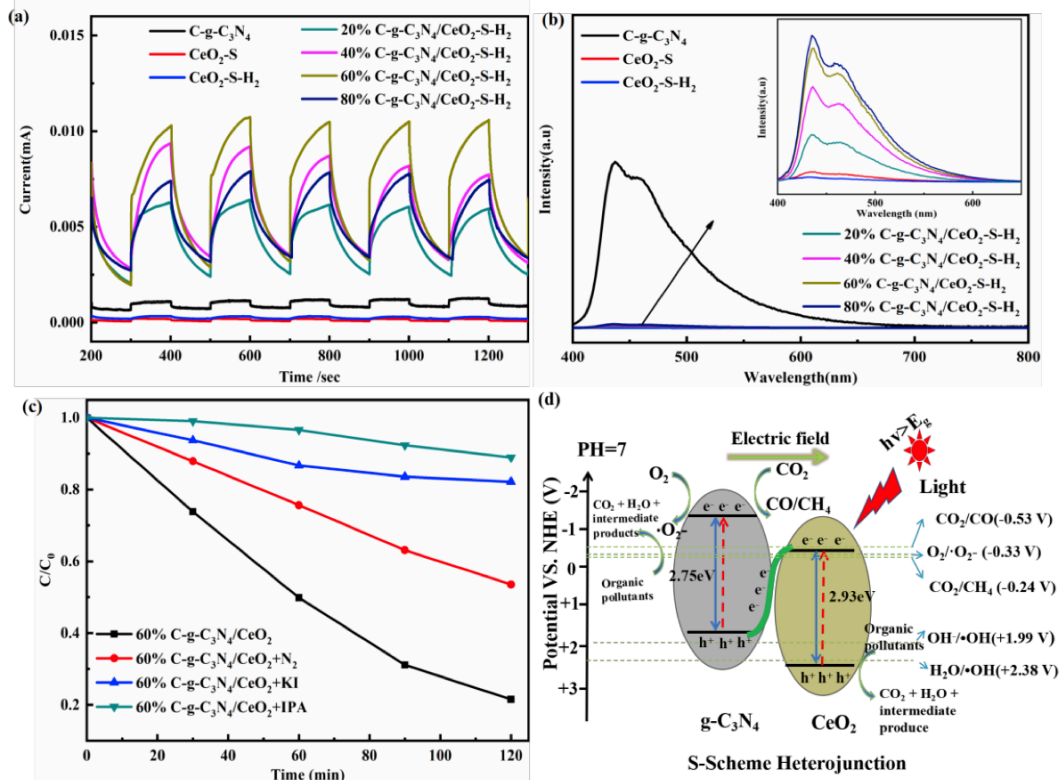 (a)
C-g-C₃N₄
CeO₂-S
CeO₂-S-H₂
20% C-g-C₃N₄/CeO₂-S-H₂
40% C-g-C₃N₄/CeO₂-S-H₂
60% C-g-C₃N₄/CeO₂-S-H₂
80% C-g-C₃N₄/CeO₂-S-H₂
0.015
0.010
0.005
0.000
Current(mA)
200 400 600 800 1000 1200
Time /sec
(b)
C-g-C₃N₄
CeO₂-S
CeO₂-S-H₂
Intensity(a.u)
400 500 600
Wavelength (nm)
20% C-g-C₃N₄/CeO₂-S-H₂
40% C-g-C₃N₄/CeO₂-S-H₂
60% C-g-C₃N₄/CeO₂-S-H₂
80% C-g-C₃N₄/CeO₂-S-H₂
Intensity(a.u)
400 500 600 700 800
Wavelength(nm)
(c)
1.0
0.8
0.6
0.4
0.2
C/C₀
60% C-g-C₃N₄/CeO₂
60% C-g-C₃N₄/CeO₂+N₂
60% C-g-C₃N₄/CeO₂+KI
60% C-g-C₃N₄/CeO₂+IPA
0 20 40 60 80 100 120
Time (min)
(d)
PH=7
Electric field
hν>E_g
Light
O₂
CO₂
CO/CH₄
CO₂ + H₂O +
intermediate
products
·O₂-
Organic
pollutants
-2
-1
0
+1
+2
+3
Potential VS. NHE (V)
e⁻ e⁻ e⁻
2.75eV
h⁺ h⁺ h⁺
e⁻
e⁻
e⁻
e⁻ e⁻ e⁻
2.93eV
h⁺ h⁺ h⁺
Organic
pollutants
CO₂ + H₂O +
intermediate
produce
CO₂/CO(-0.53 V)
O₂/·O₂- (-0.33 V)
CO₂/CH₄ (-0.24 V)
OH-/•OH(+1.99 V)
H₂O/•OH(+2.38 V)
g-C₃N₄
CeO₂
S-Scheme Heterojunction